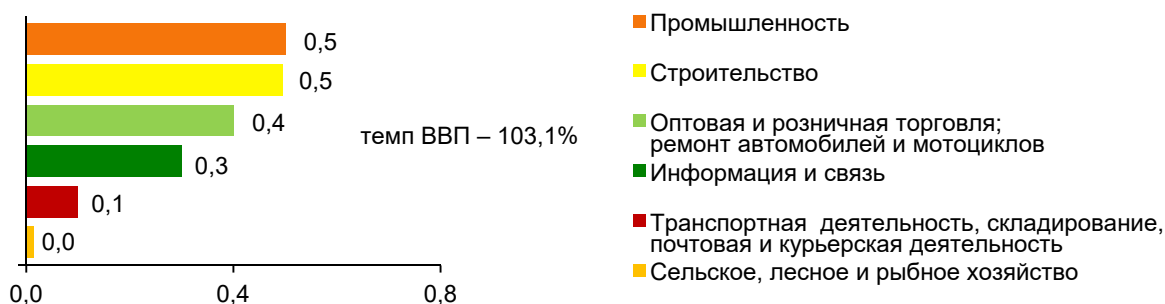 0,5
0,5
0,4
0,3
0,1
0,0
0,0 0,4 0,8
темп ВВП – 103,1%
Промышленность
Строительство
Оптовая и розничная торговля;
ремонт автомобилей и мотоциклов
Информация и связь
Транспортная деятельность, складирование,
почтовая и курьерская деятельность
Сельское, лесное и рыбное хозяйство